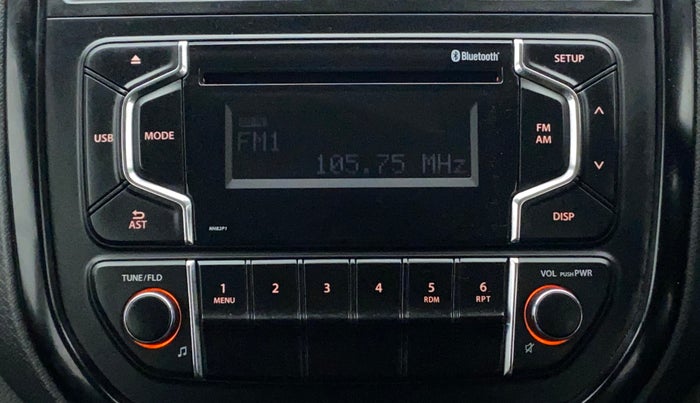 Bluetooth
SETUP
USB
MODE
FM1
105.75 MHz
FM
AM
AST
DISP
TUNE/FLD
VOL PUSH PWR
1
MENU
2
3
4
5
RDM
6
RPT